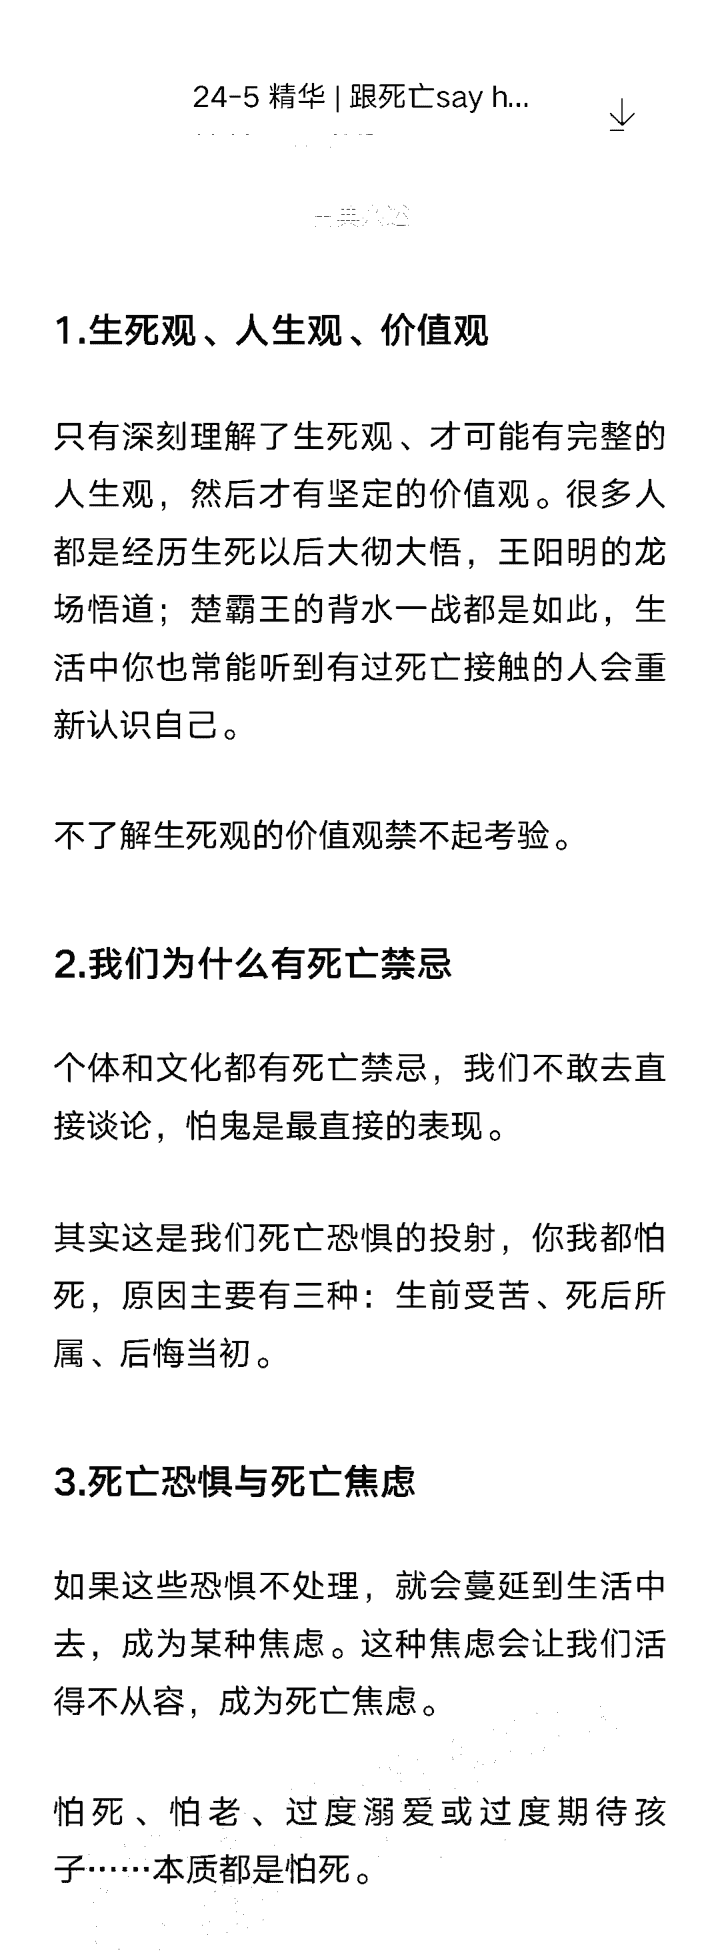 24-5 精华 | 跟死亡say h...
1.生死观、人生观、价值观
只有深刻理解了生死观、才可能有完整的
人生观，然后才有坚定的价值观。很多人
都是经历生死以后大彻大悟，王阳明的龙
场悟道；楚霸王的背水一战都是如此，生
活中你也常能听到有过死亡接触的人会重
新认识自己。
不了解生死观的价值观禁不起考验。
2.我们为什么有死亡禁忌
个体和文化都有死亡禁忌，我们不敢去直
接谈论，怕鬼是最直接的表现。
其实这是我们死亡恐惧的投射，你我都怕
死，原因主要有三种：生前受苦、死后所
属、后悔当初。
3.死亡恐惧与死亡焦虑
如果这些恐惧不处理，就会蔓延到生活中
去，成为某种焦虑。这种焦虑会让我们活
得不从容，成为死亡焦虑。
怕死、怕老、过度溺爱或过度期待孩
子……本质都是怕死。